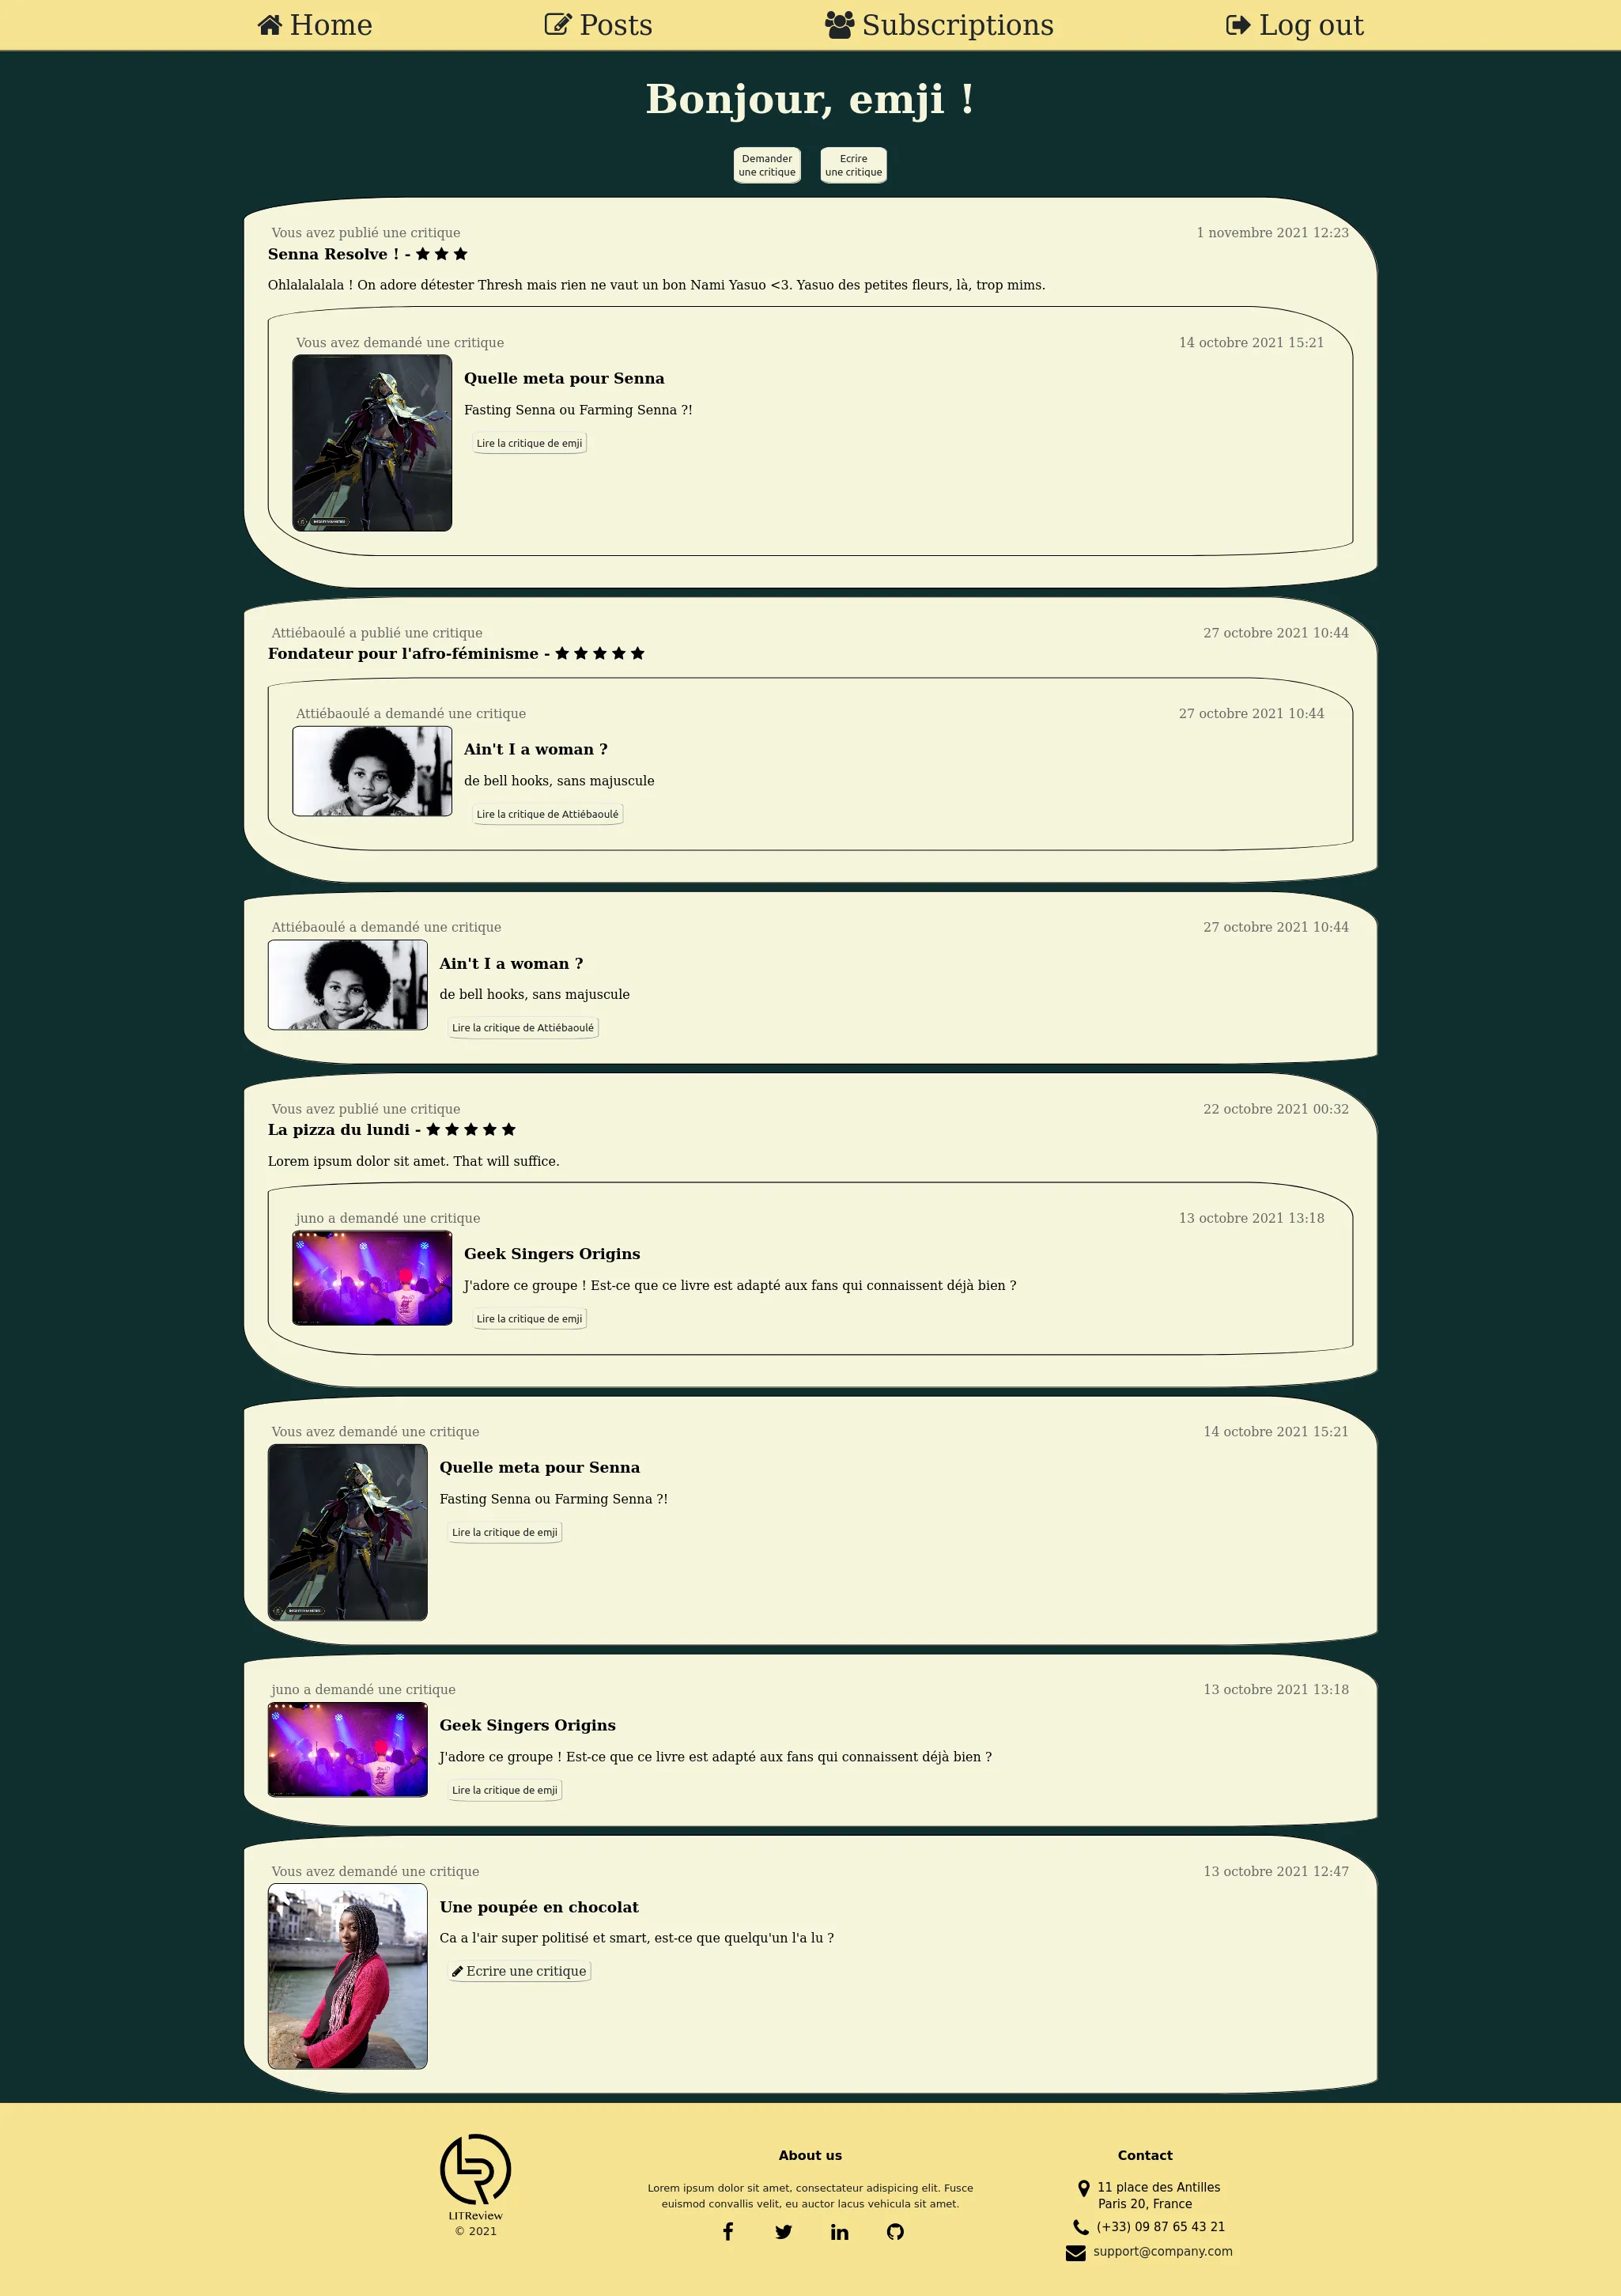 Home
Posts
Subscriptions
Log out
Bonjour, emji !
Demander
une critique
Ecrire
une critique
Vous avez publié une critique
1 novembre 2021 12:23
Senna Resolve ! - ★ ★ ★
Ohlalalalala ! On adore détester Thresh mais rien ne vaut un bon Nami Yasuo <3. Yasuo des petites fleurs, là, trop mims.
Vous avez demandé une critique
14 octobre 2021 15:21
Quelle meta pour Senna
Fasting Senna ou Farming Senna ?!
Lire la critique de emji
Attiébaoulé a publié une critique
27 octobre 2021 10:44
Fondateur pour l'afro-féminisme - ★ ★ ★ ★ ★
Attiébaoulé a demandé une critique
27 octobre 2021 10:44
Ain't I a woman ?
de bell hooks, sans majuscule
Lire la critique de Attiébaoulé
Attiébaoulé a demandé une critique
27 octobre 2021 10:44
Ain't I a woman ?
de bell hooks, sans majuscule
Lire la critique de Attiébaoulé
Vous avez publié une critique
22 octobre 2021 00:32
La pizza du lundi - ★ ★ ★ ★ ★
Lorem ipsum dolor sit amet. That will suffice.
juno a demandé une critique
13 octobre 2021 13:18
Geek Singers Origins
J'adore ce groupe ! Est-ce que ce livre est adapté aux fans qui connaissent déjà bien ?
Lire la critique de emji
Vous avez demandé une critique
14 octobre 2021 15:21
Quelle meta pour Senna
Fasting Senna ou Farming Senna ?!
Lire la critique de emji
juno a demandé une critique
13 octobre 2021 13:18
Geek Singers Origins
J'adore ce groupe ! Est-ce que ce livre est adapté aux fans qui connaissent déjà bien ?
Lire la critique de emji
Vous avez demandé une critique
13 octobre 2021 12:47
Une poupée en chocolat
Ca a l'air super politisé et smart, est-ce que quelqu'un l'a lu ?
Ecrire une critique
LITReview
© 2021
About us
Lorem ipsum dolor sit amet, consectateur adispicing elit. Fusce
euismod convallis velit, eu auctor lacus vehicula sit amet.
Contact
11 place des Antilles
Paris 20, France
(+33) 09 87 65 43 21
support@company.com